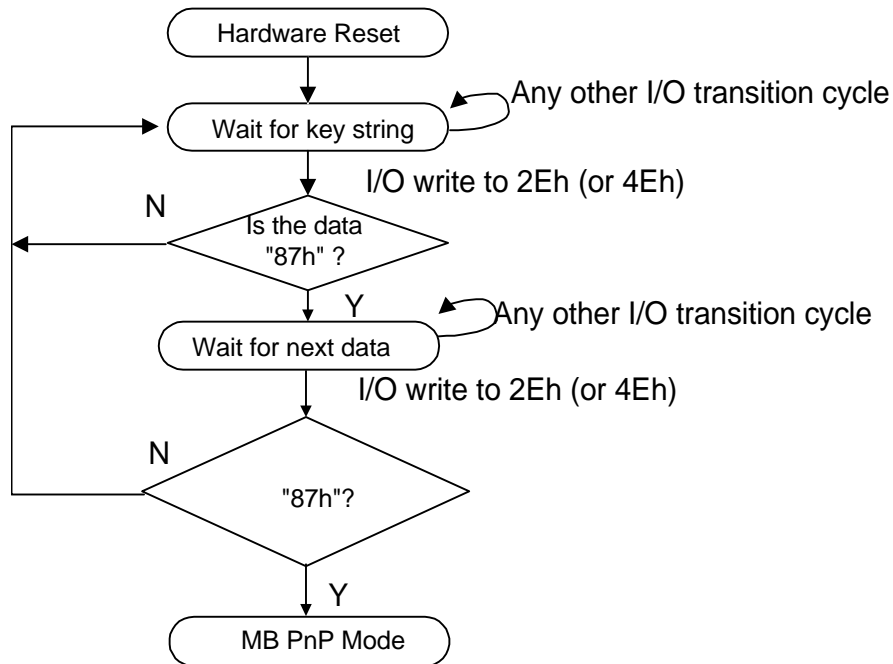 Hardware Reset
Any other I/O transition cycle
Wait for key string
I/O write to 2Eh (or 4Eh)
N
Is the data
"87h" ?
Y
Any other I/O transition cycle
Wait for next data
I/O write to 2Eh (or 4Eh)
N
"87h"?
Y
MB PnP Mode